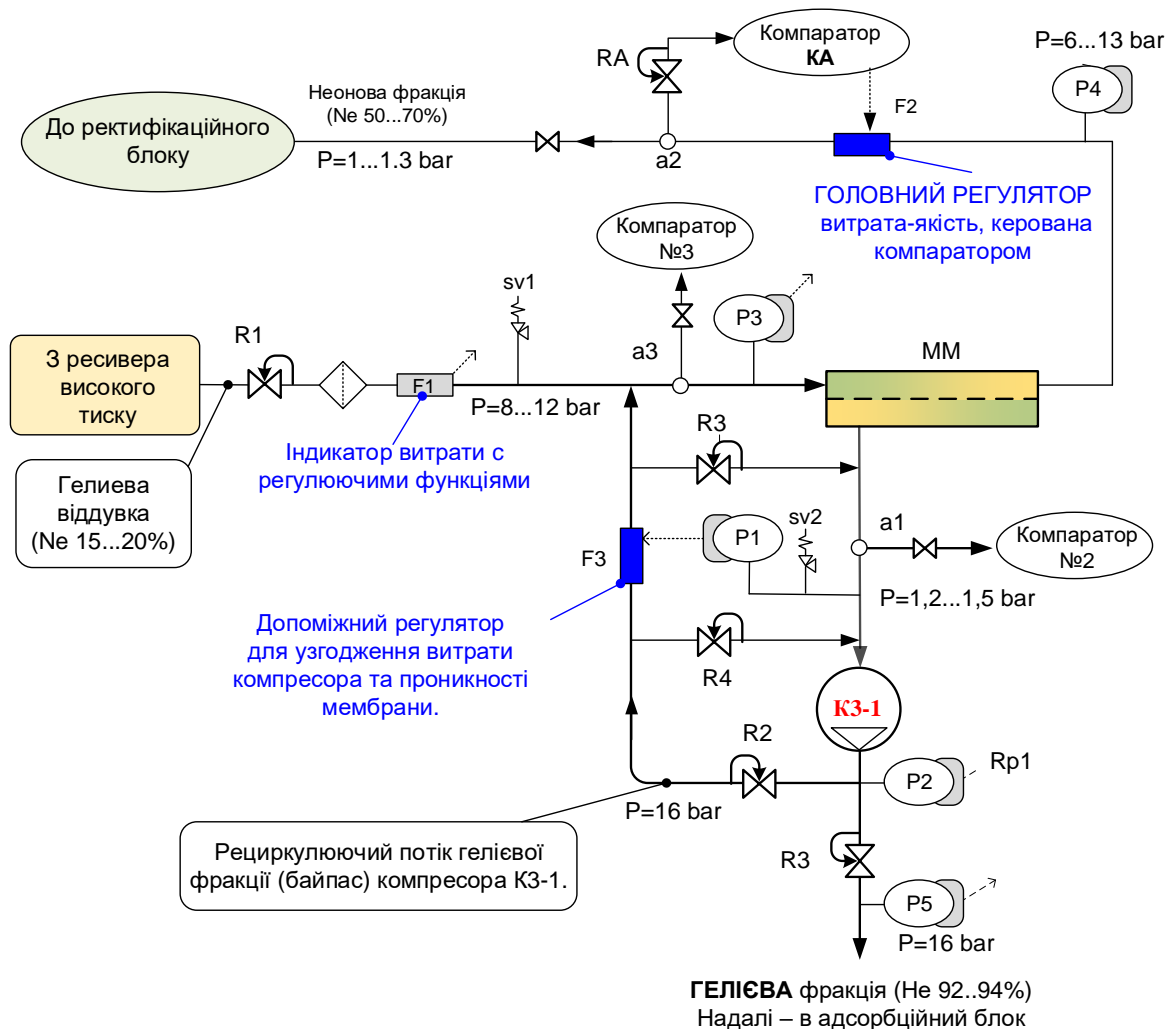 Компаратор
КА
RA
P=6...13 bar
P4
Неонова фракція
(Ne 50...70%)
F2
До ректифікаційного
блоку
P=1...1.3 bar
a2
ГОЛОВНИЙ РЕГУЛЯТОР
витрата-якість, керована
компаратором
Компаратор
№3
sv1
P3
R1
a3
ММ
З ресивера
високого
тиску
F1
P=8...12 bar
R3
Індикатор витрати с
регулюючими функціями
Гелиева
віддувка
(Ne 15...20%)
sv2
a1
P1
Компаратор
№2
F3
P=1,2...1,5 bar
Допоміжний регулятор
для узгодження витрати
компресора та проникності
мембрани.
R4
К3-1
R2
Rp1
P2
P=16 bar
Рециркулюючий потік гелієвої
фракції (байпас) компресора К3-1.
R3
P5
P=16 bar
ГЕЛІЄВА фракція (Не 92..94%)
Надалі – в адсорбційний блок